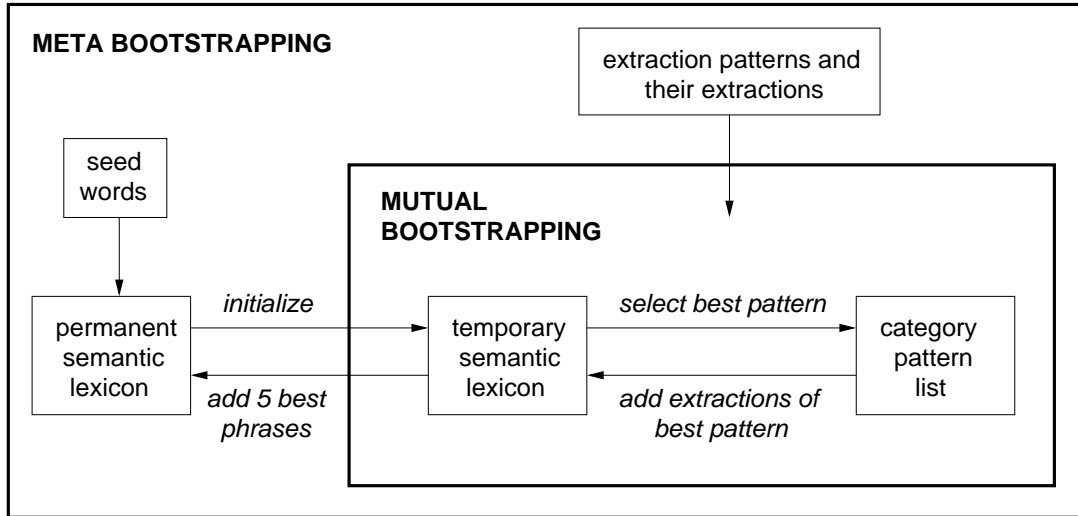 META BOOTSTRAPPING
extraction patterns and
their extractions
seed
words
MUTUAL
BOOTSTRAPPING
permanent
semantic
lexicon
initialize
add 5 best
phrases
temporary
semantic
lexicon
select best pattern
add extractions of
best pattern
category
pattern
list